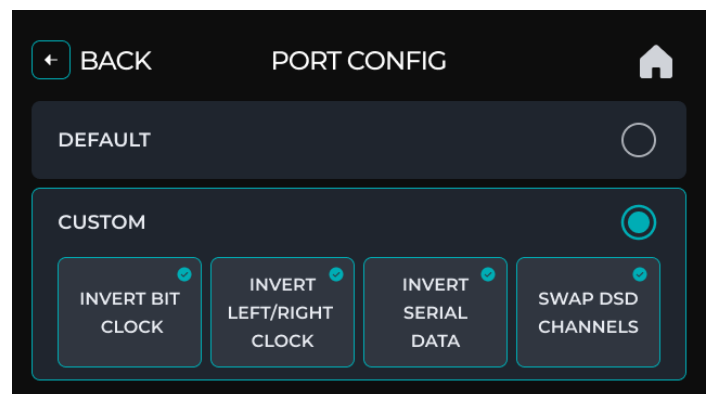 BACK
PORT CONFIG
DEFAULT
CUSTOM
INVERT BIT
CLOCK
INVERT
LEFT/RIGHT
CLOCK
INVERT
SERIAL
DATA
SWAP DSD
CHANNELS